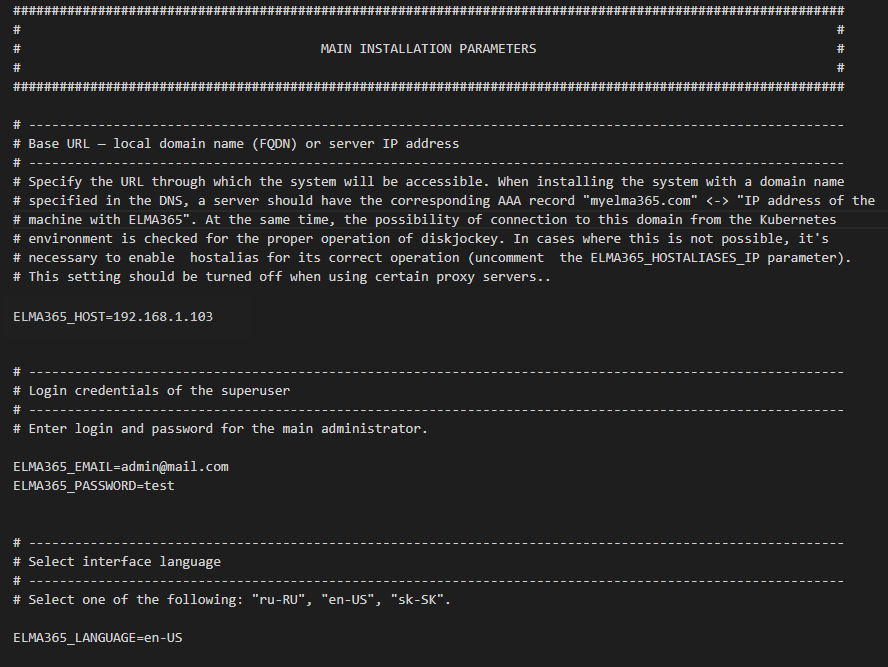 ############################################################################################################
#                                                                                                          #
#                                       MAIN INSTALLATION PARAMETERS                                       #
#                                                                                                          #
############################################################################################################
# ----------------------------------------------------------------------------------------------------------
# Base URL – local domain name (FQDN) or server IP address
# ----------------------------------------------------------------------------------------------------------
# Specify the URL through which the system will be accessible. When installing the system with a domain name
# specified in the DNS, a server should have the corresponding AAA record "myelma365.com" <-> "IP address of the
# machine with ELMA365". At the same time, the possibility of connection to this domain from the Kubernetes
# environment is checked for the proper operation of diskjockey. In cases where this is not possible, it's
# necessary to enable  hostalias for its correct operation (uncomment  the ELMA365_HOSTALIASES_IP parameter).
# This setting should be turned off when using certain proxy servers..
ELMA365_HOST=192.168.1.103
# ----------------------------------------------------------------------------------------------------------
# Login credentials of the superuser
# ----------------------------------------------------------------------------------------------------------
# Enter login and password for the main administrator.
ELMA365_EMAIL=admin@mail.com
ELMA365_PASSWORD=test
# ----------------------------------------------------------------------------------------------------------
# Select interface language
# ----------------------------------------------------------------------------------------------------------
# Select one of the following: "ru-RU", "en-US", "sk-SK".
ELMA365_LANGUAGE=en-US